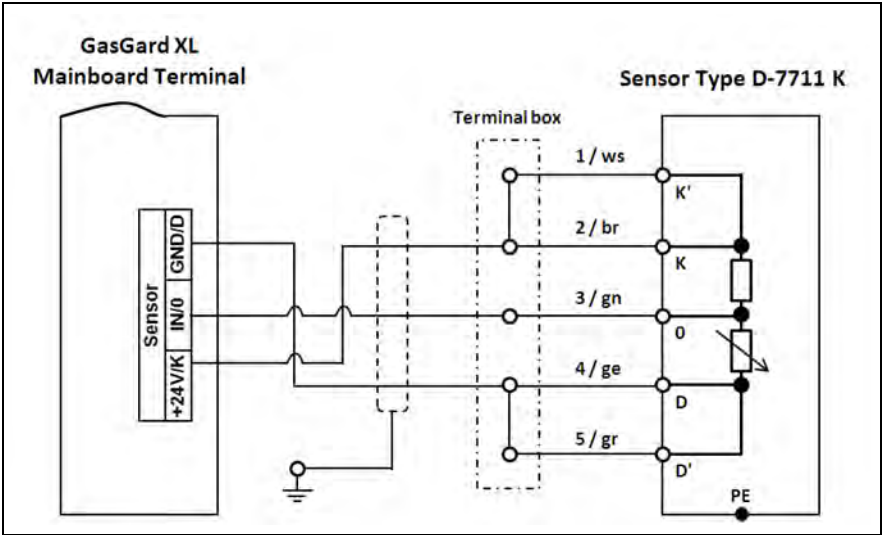 GasGard XL
Mainboard Terminal
Sensor Type D-7711 K
Terminal box
Sensor
GND/D
IN/0
+24V/K
1 / ws
2 / br
3 / gn
4 / ge
5 / gr
K'
K
0
D
D'
PE